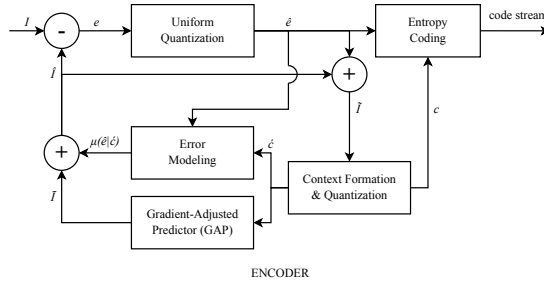 I
-
e
Uniform
Quantization
ê
Entropy
Coding
code stream
Î
+
Ĩ
c
+
μ(ê|ć)
Error
Modeling
ć
Context Formation
& Quantization
Ī
Gradient-Adjusted
Predictor (GAP)
ENCODER